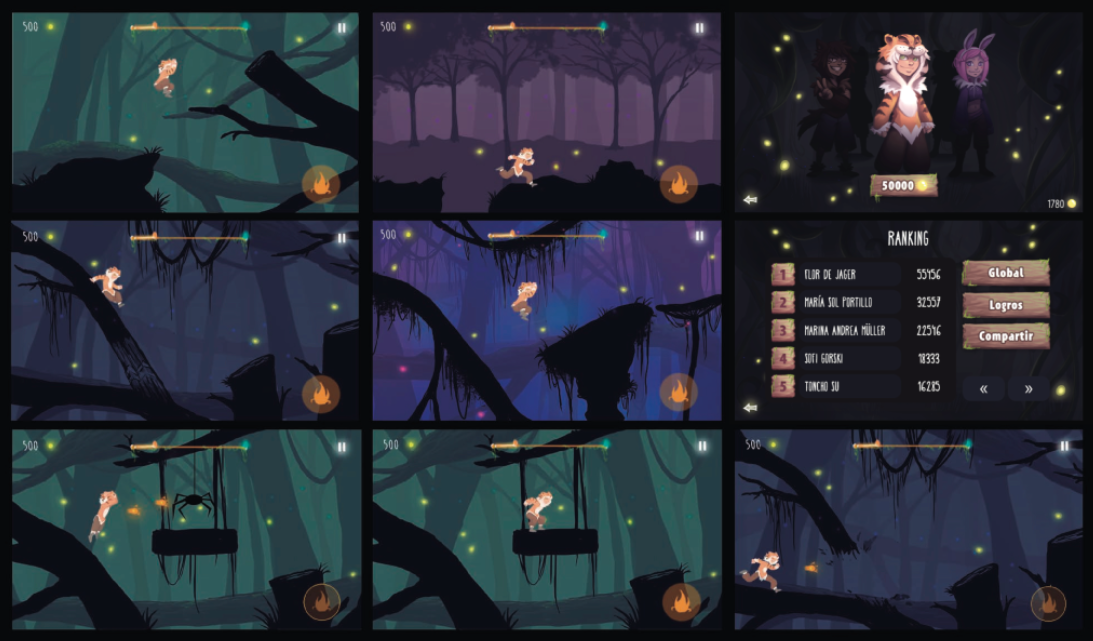 500
500
50000
1780
500
500
RANKING
1 FLOR DE JAGER 55456
2 MARÍA SOL PORTILLO 32557
3 MARINA ANDREA MÜLLER 22546
4 SOTI GORSKI 18333
5 TONCHO SU 16285
Global
Logros
Compartir
« »
500
500
500